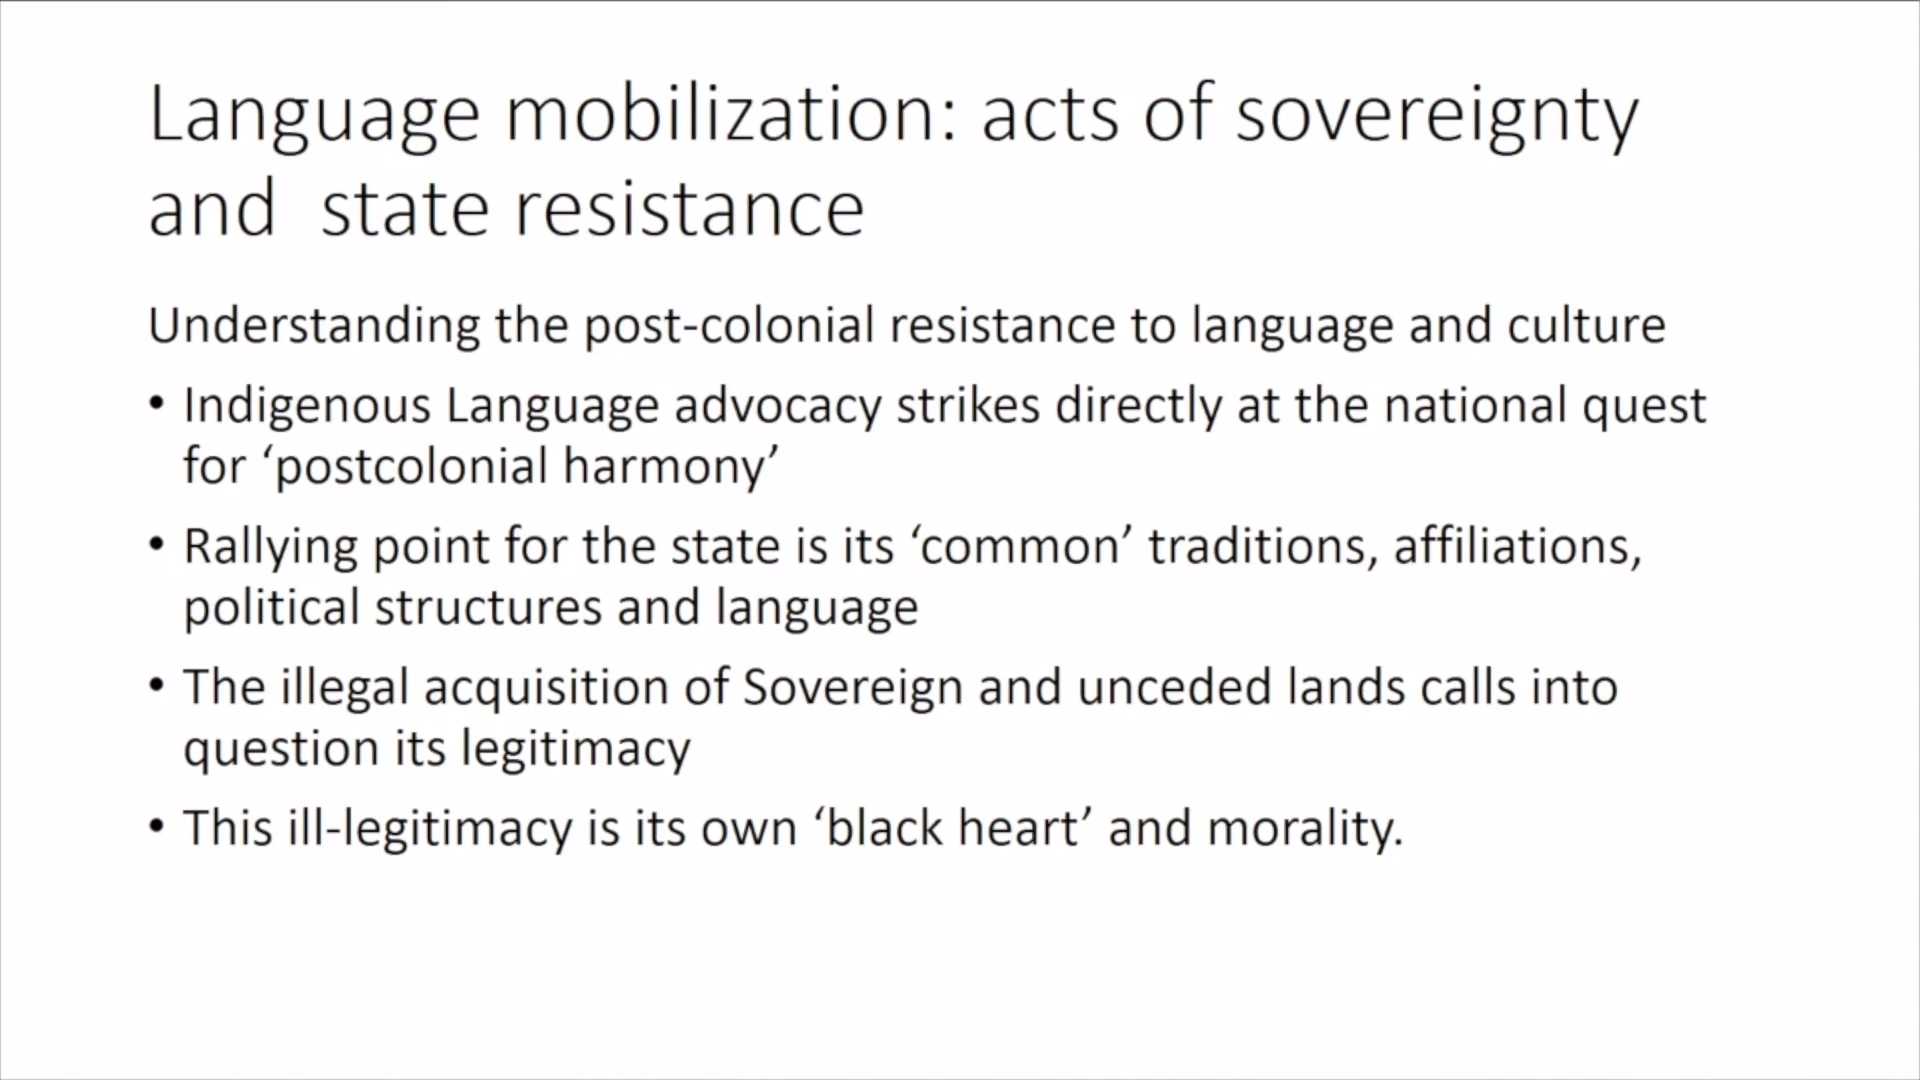 Language mobilization: acts of sovereignty
and  state resistance
Understanding the post-colonial resistance to language and culture
• Indigenous Language advocacy strikes directly at the national quest
for ‘postcolonial harmony’
• Rallying point for the state is its ‘common’ traditions, affiliations,
political structures and language
• The illegal acquisition of Sovereign and unceded lands calls into
question its legitimacy
• This ill-legitimacy is its own ‘black heart’ and morality.